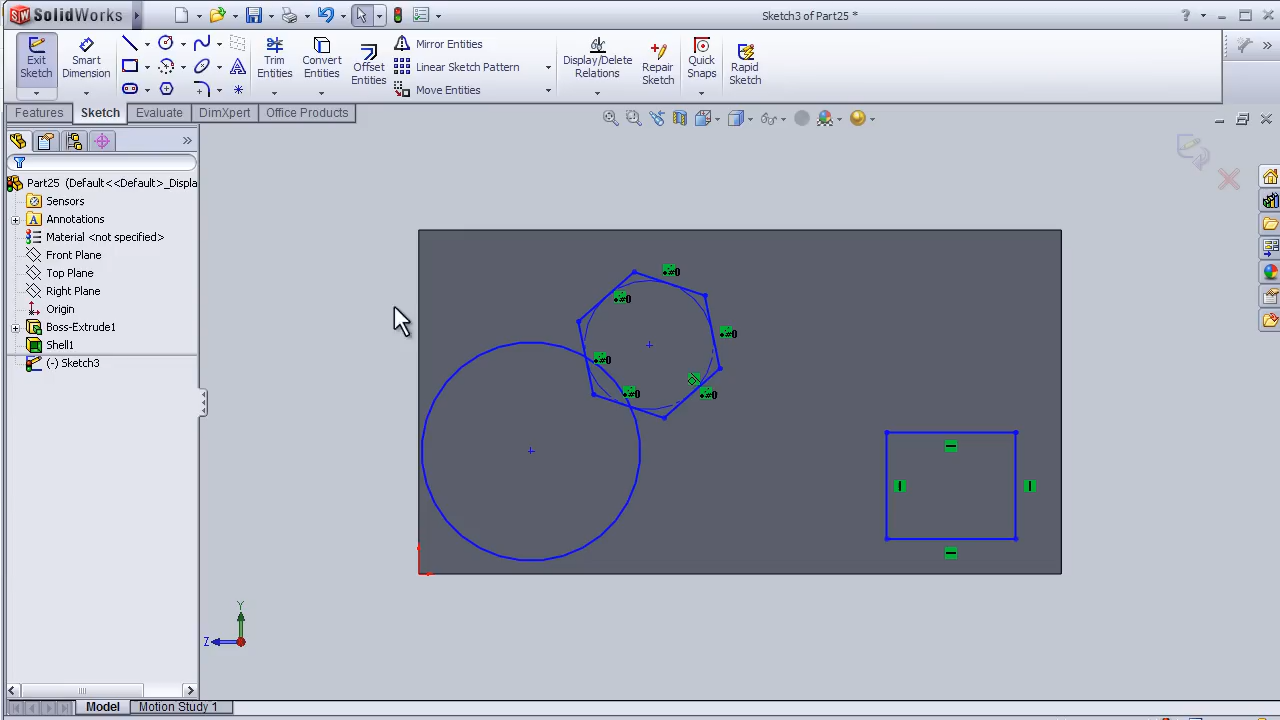 SolidWorks
Sketch3 of Part25 *
Exit
Sketch
Smart
Dimension
Trim
Entities
Convert
Entities
Offset
Entities
Mirror Entities
Linear Sketch Pattern
Move Entities
Display/Delete
Relations
Repair
Sketch
Quick
Snaps
Rapid
Sketch
Features
Sketch
Evaluate
DimXpert
Office Products
Part25 (Default<<Default>_Displa
Sensors
Annotations
Material <not specified>
Front Plane
Top Plane
Right Plane
Origin
Boss-Extrude1
Shell1
(-) Sketch3
Y
Z
Model
Motion Study 1